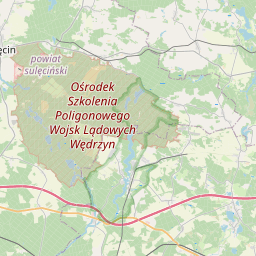 ęcin
powiat
sulęciński
Ośrodek
Szkolenia
Poligonowego
Wojsk Lądowych
Wędrzyn